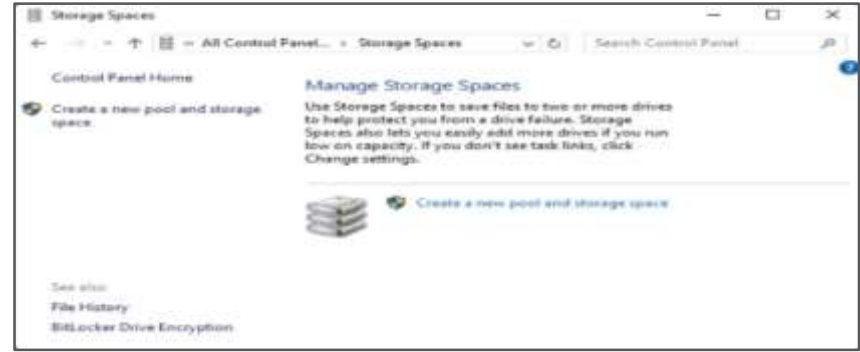 Storage Spaces
All Control Panel... › Storage Spaces
Search Control Panel
Control Panel Home
Create a new pool and storage
space
Manage Storage Spaces
Use Storage Spaces to save files to two or more drives
to help protect you from a drive failure. Storage
Spaces also lets you easily add more drives if you run
low on capacity. If you don't see task links, click
Change settings.
Create a new pool and storage space
See also
File History
BitLocker Drive Encryption